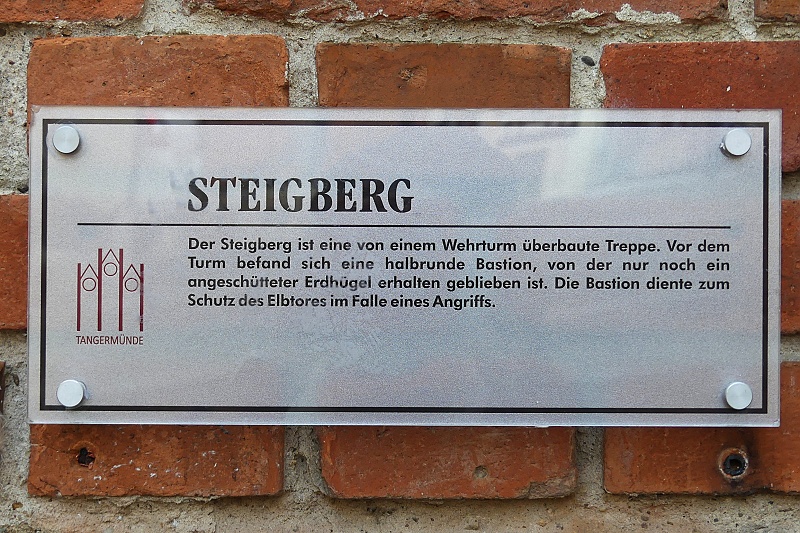 STEIGBERG
Der Steigberg ist eine von einem Wehrturm überbaute Treppe. Vor dem
Turm befand sich eine halbrunde Bastion, von der nur noch ein
angeschütteter Erdhügel erhalten geblieben ist. Die Bastion diente zum
Schutz des Elbtores im Falle eines Angriffs.
TANGERMÜNDE